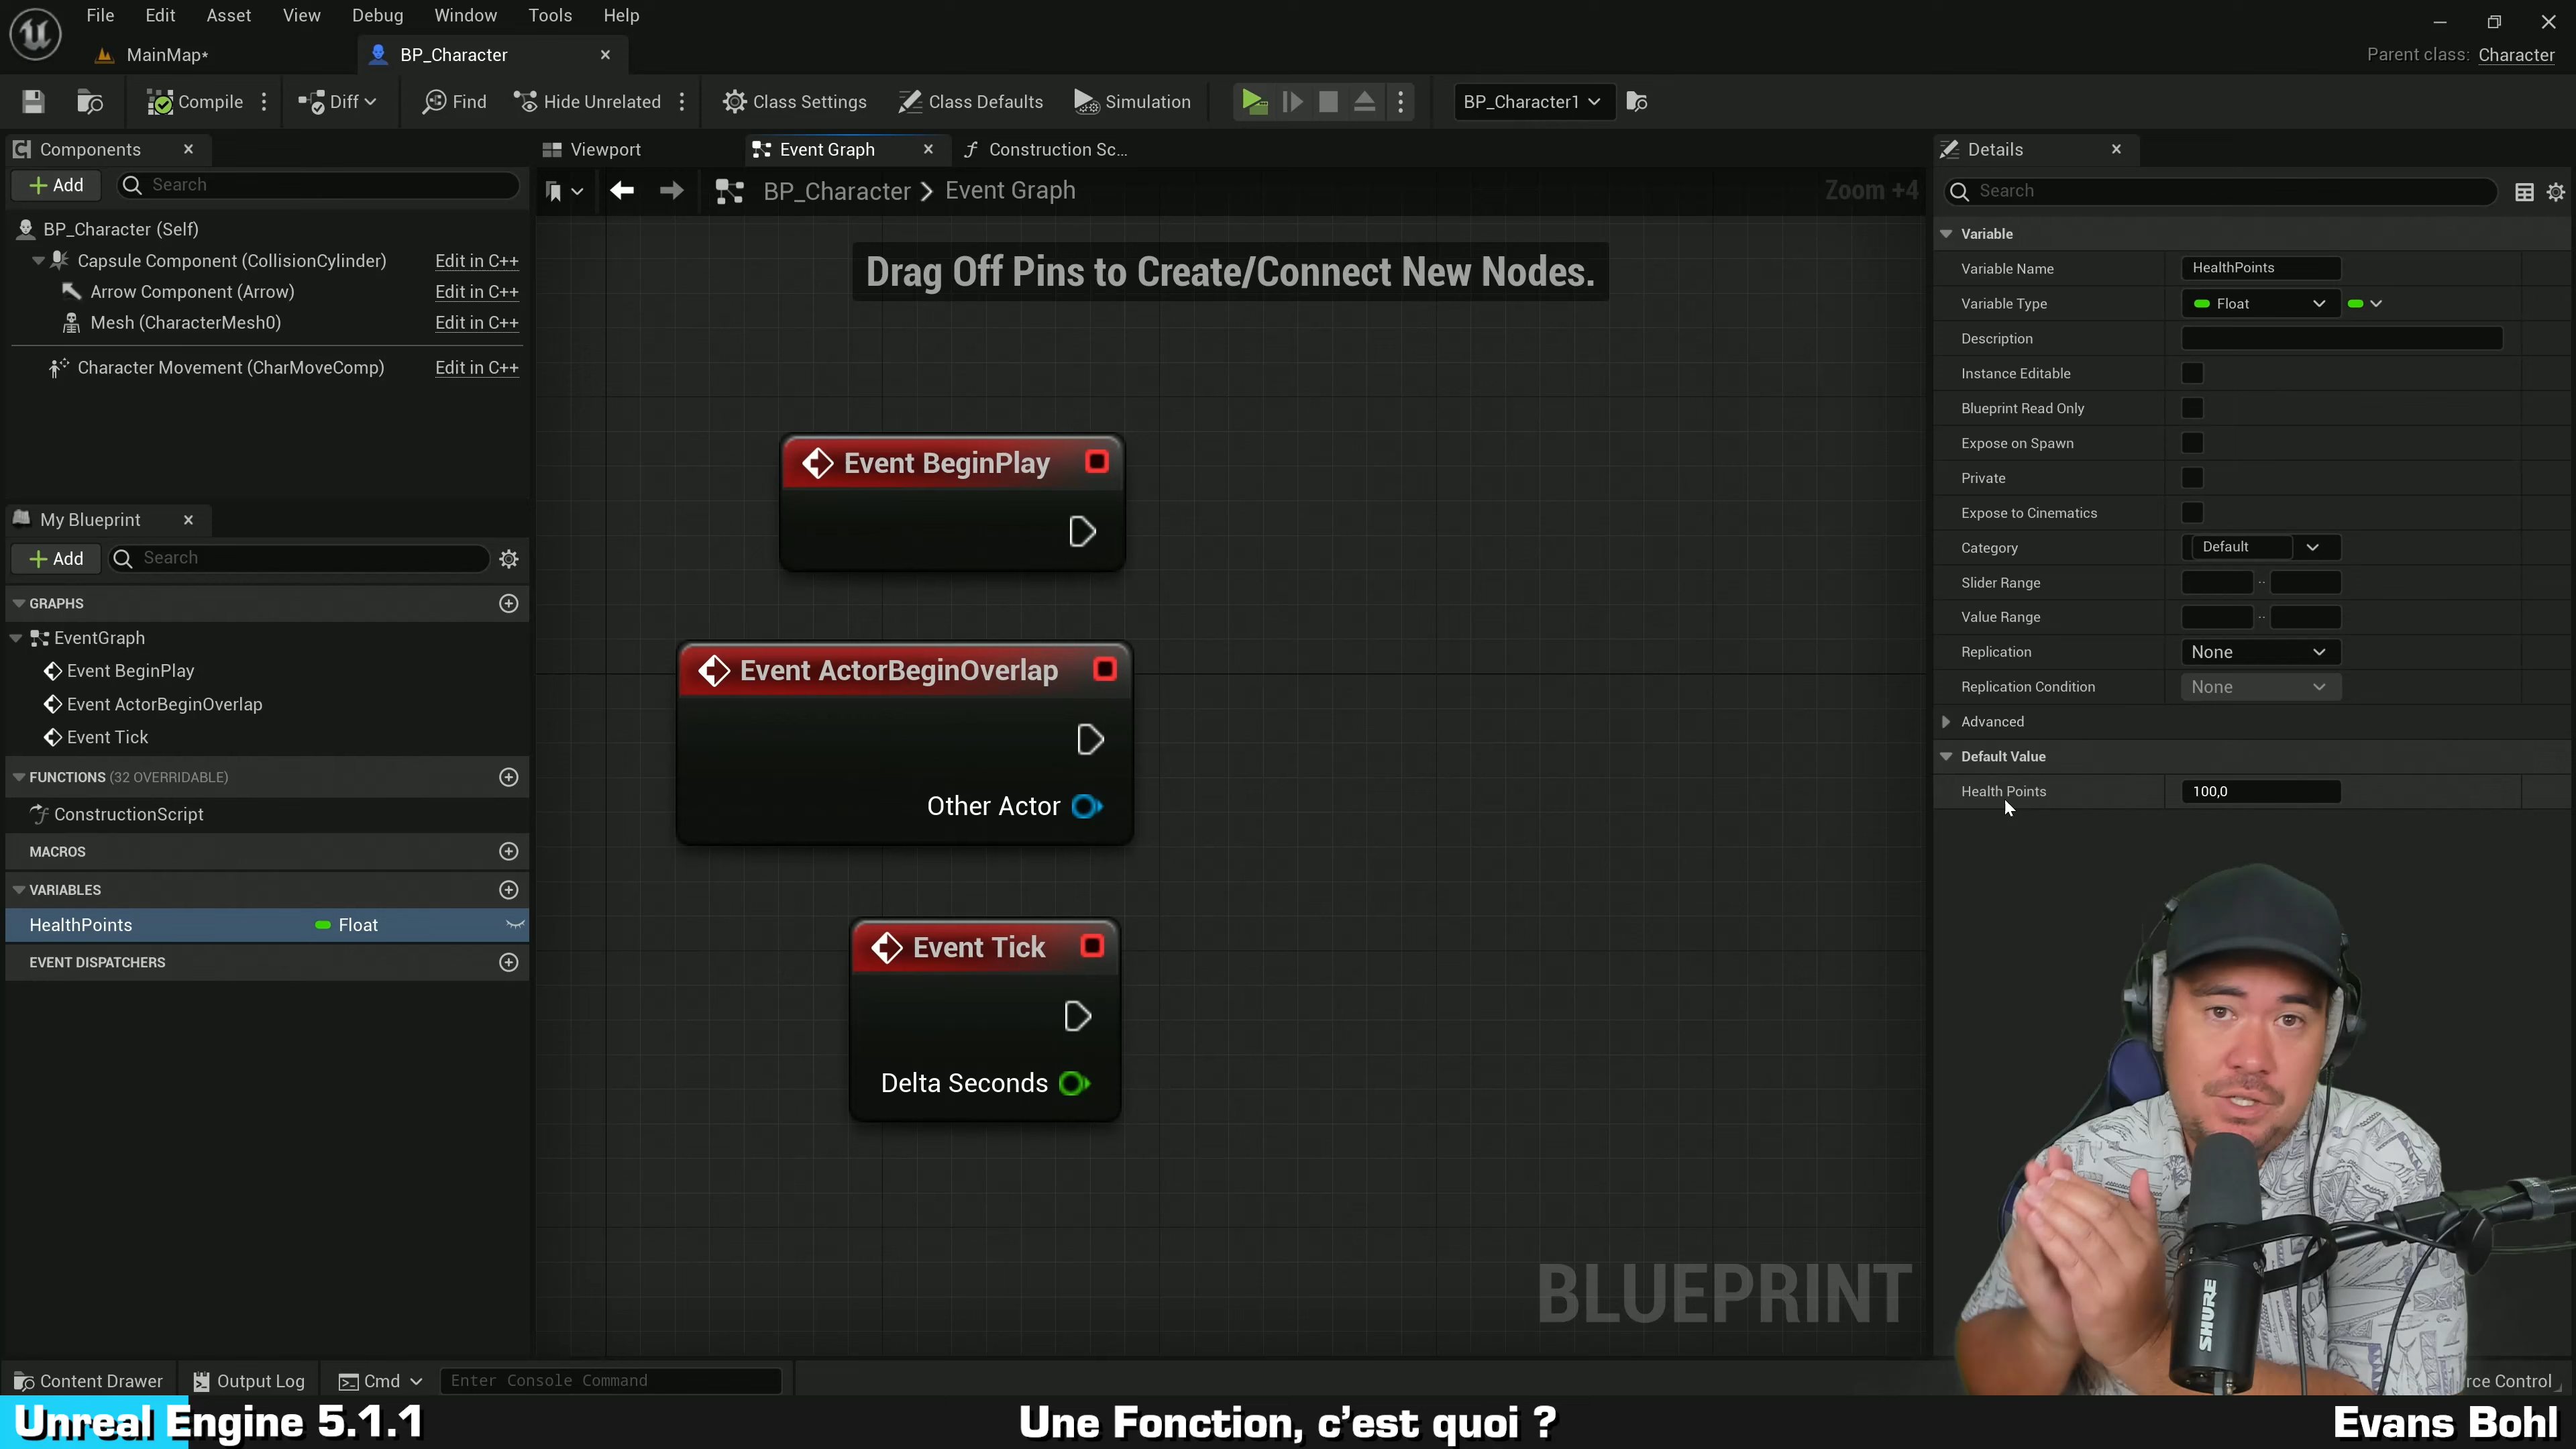 File Edit Asset View Debug Window Tools Help
MainMap*
BP_Character
Parent class: Character
Compile
Diff
Find
Hide Unrelated
Class Settings
Class Defaults
Simulation
BP_Character1
Components
Add
Search
BP_Character (Self)
Capsule Component (CollisionCylinder) Edit in C++
Arrow Component (Arrow) Edit in C++
Mesh (CharacterMesh0) Edit in C++
Character Movement (CharMoveComp) Edit in C++
My Blueprint
Add
Search
GRAPHS
EventGraph
Event BeginPlay
Event ActorBeginOverlap
Event Tick
FUNCTIONS (32 OVERRIDABLE)
ConstructionScript
MACROS
VARIABLES
HealthPoints Float
EVENT DISPATCHERS
Viewport
Event Graph
Construction Sc...
BP_Character > Event Graph
Zoom +4
Drag Off Pins to Create/Connect New Nodes.
Event BeginPlay
Event ActorBeginOverlap
Other Actor
Event Tick
Delta Seconds
BLUEPRINT
Details
Search
Variable
Variable Name HealthPoints
Variable Type Float
Description
Instance Editable
Blueprint Read Only
Expose on Spawn
Private
Expose to Cinematics
Category Default
Slider Range ..
Value Range ..
Replication None
Replication Condition None
Advanced
Default Value
Health Points 100,0
SHURE
Content Drawer
Output Log
Cmd
Enter Console Command
rce Control
Unreal Engine 5.1.1
Une Fonction, c'est quoi ?
Evans Bohl